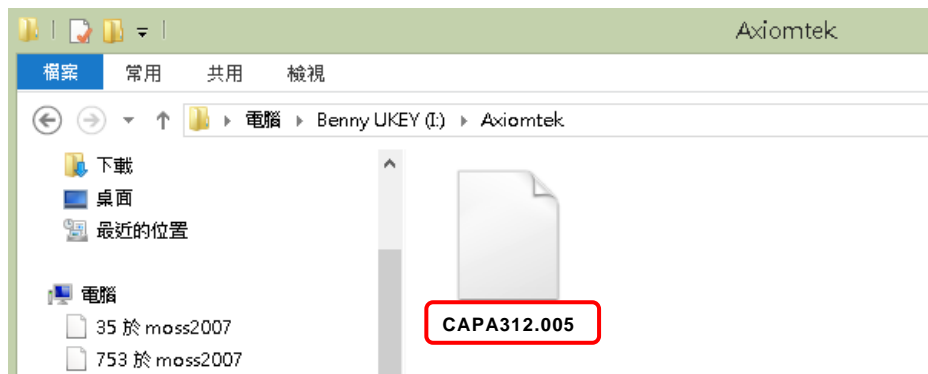 Axiomtek
檔案 常用 共用 檢視
電腦 Benny UKEY (I:) Axiomtek
下載
桌面
最近的位置
電腦
35 於 moss2007
753 於 moss2007
CAPA312.005